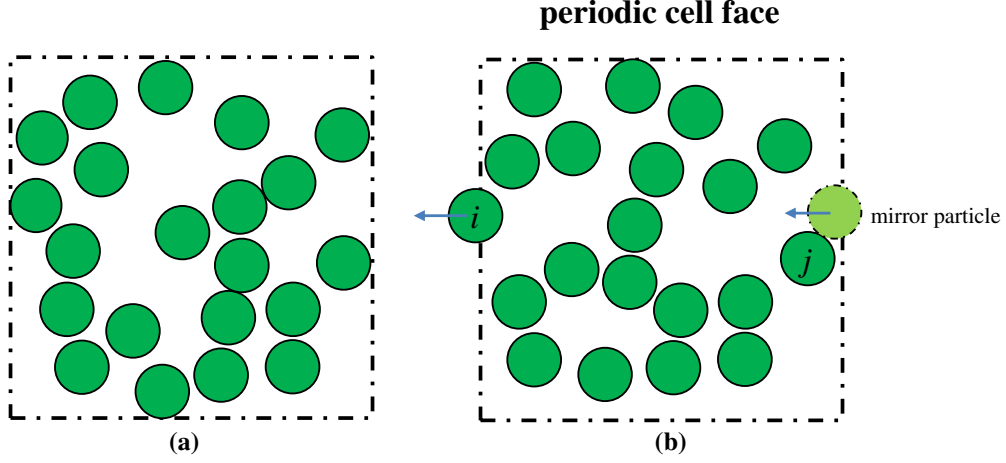 periodic cell face
i
mirror particle
j
(a)
(b)